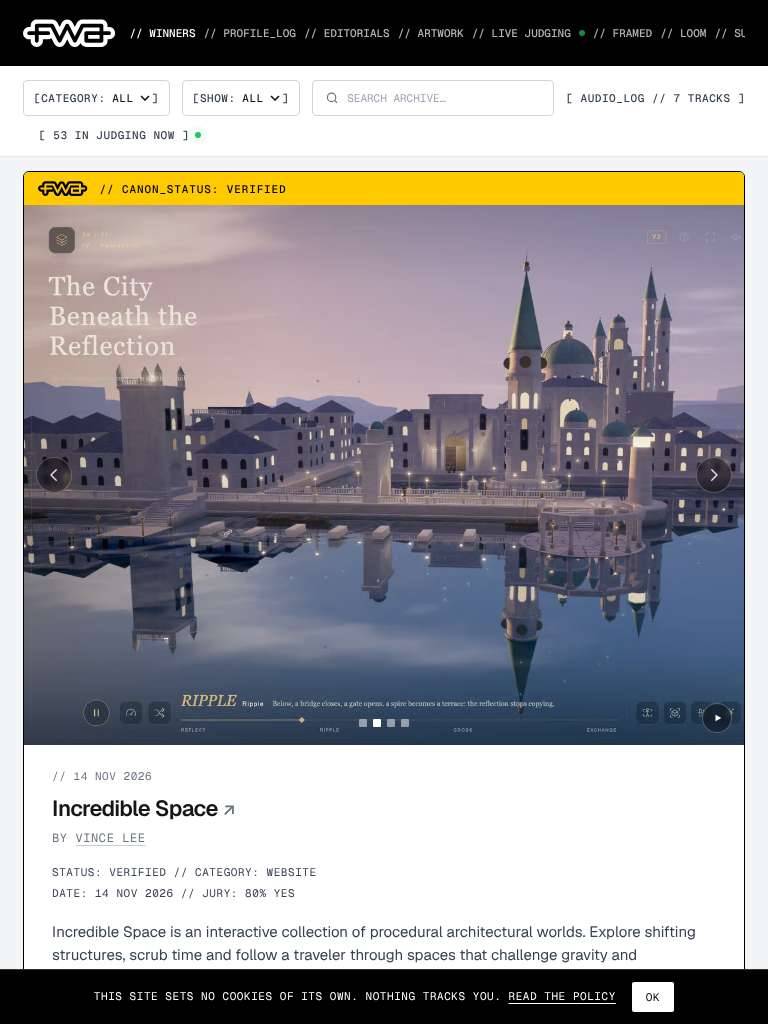 FWA // WINNERS // PROFILE_LOG // EDITORIALS // ARTWORK // LIVE JUDGING // FRAMED // LOOM //
[CATEGORY: ALL ] [SHOW: ALL ] SEARCH ARCHIVE… [ AUDIO_LOG // 7 TRACKS ]
[ 53 IN JUDGING NOW ]
FWA // CANON_STATUS: VERIFIED
The City
Beneath the
Reflection
RIPPLE Ripple Below, a bridge closes, a gate opens, a spire becomes a terrace: the reflection stops copying.
REFLECT RIPPLE CROSS EXCHANGE
// 14 NOV 2026
Incredible Space
BY VINCE LEE
STATUS: VERIFIED // CATEGORY: WEBSITE
DATE: 14 NOV 2026 // JURY: 80% YES
Incredible Space is an interactive collection of procedural architectural worlds. Explore shifting
structures, scrub time and follow a traveler through spaces that challenge gravity and
THIS SITE SETS NO COOKIES OF ITS OWN. NOTHING TRACKS YOU. READ THE POLICY OK